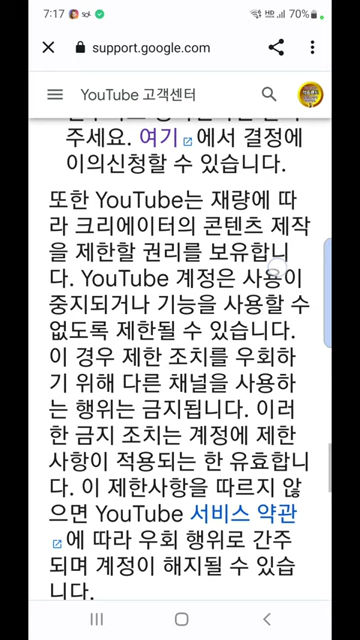 7:17
70%
support.google.com
YouTube 고객센터
주세요. 여기 에서 결정에
이의신청할 수 있습니다.
또한 YouTube는 재량에 따
라 크리에이터의 콘텐츠 제작
을 제한할 권리를 보유합니
다. YouTube 계정은 사용이
중지되거나 기능을 사용할 수
없도록 제한될 수 있습니다.
이 경우 제한 조치를 우회하
기 위해 다른 채널을 사용하
는 행위는 금지됩니다. 이러
한 금지 조치는 계정에 제한
사항이 적용되는 한 유효합니
다. 이 제한사항을 따르지 않
으면 YouTube 서비스 약관
에 따라 우회 행위로 간주
되며 계정이 해지될 수 있습
니다.